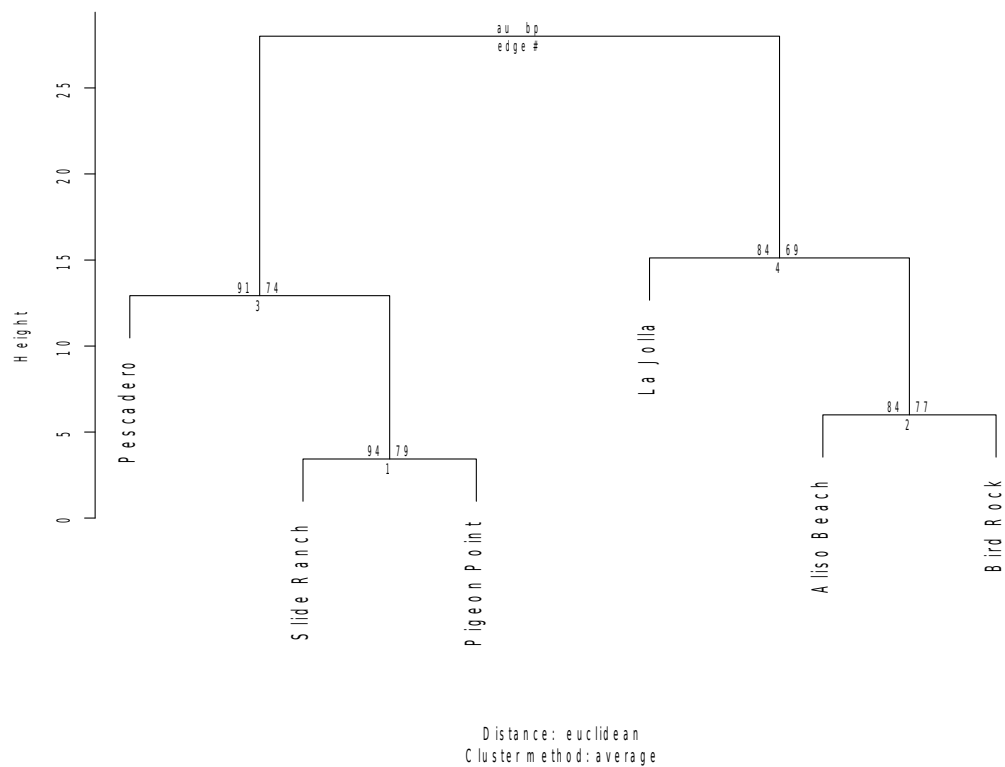 au bp
edge #
25
20
84 69
4
15
91 74
3
Height
10
La Jolla
Pescadero
84 77
2
5
94 79
1
0
Aliso Beach
Bird Rock
Slide Ranch
Pigeon Point
Distance: euclidean
Cluster method: average